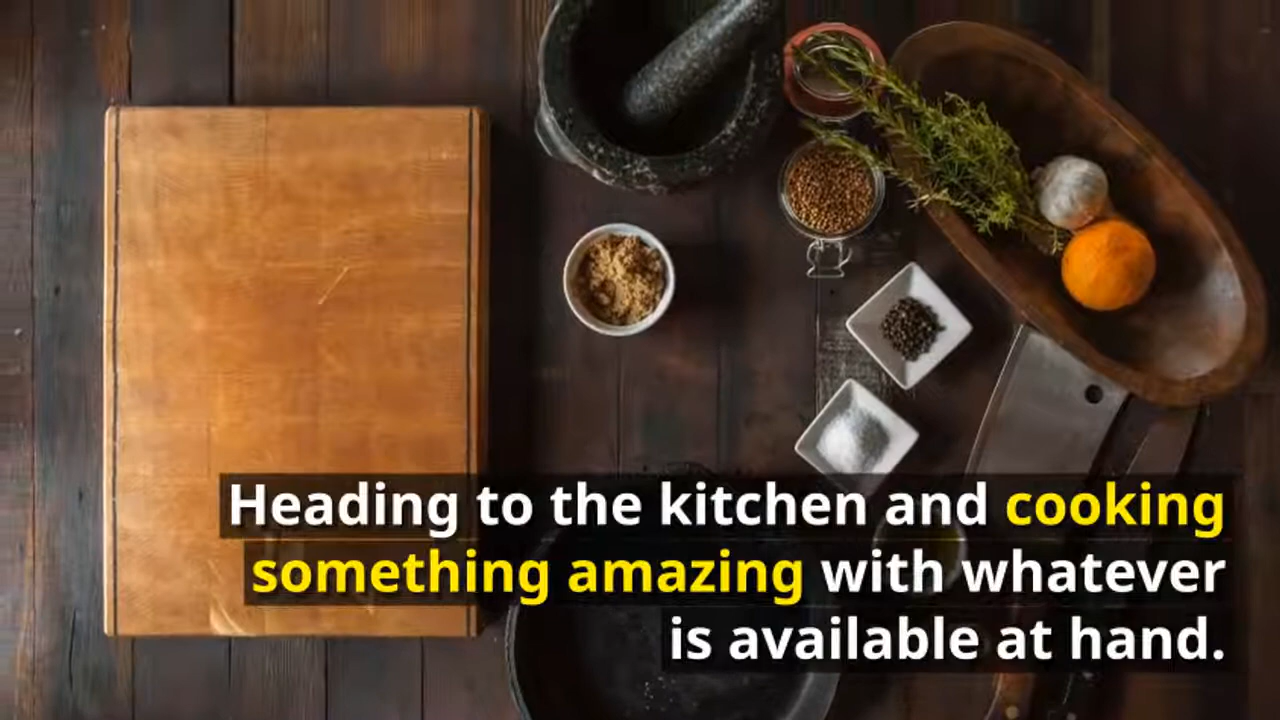 Heading to the kitchen and cooking
something amazing with whatever
is available at hand.